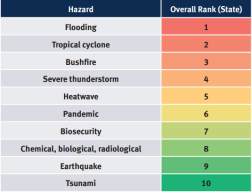 Hazard Overall Rank (State)
Flooding 1
Tropical cyclone 2
Bushfire 3
Severe thunderstorm 4
Heatwave 5
Pandemic 6
Biosecurity 7
Chemical, biological, radiological 8
Earthquake 9
Tsunami 10